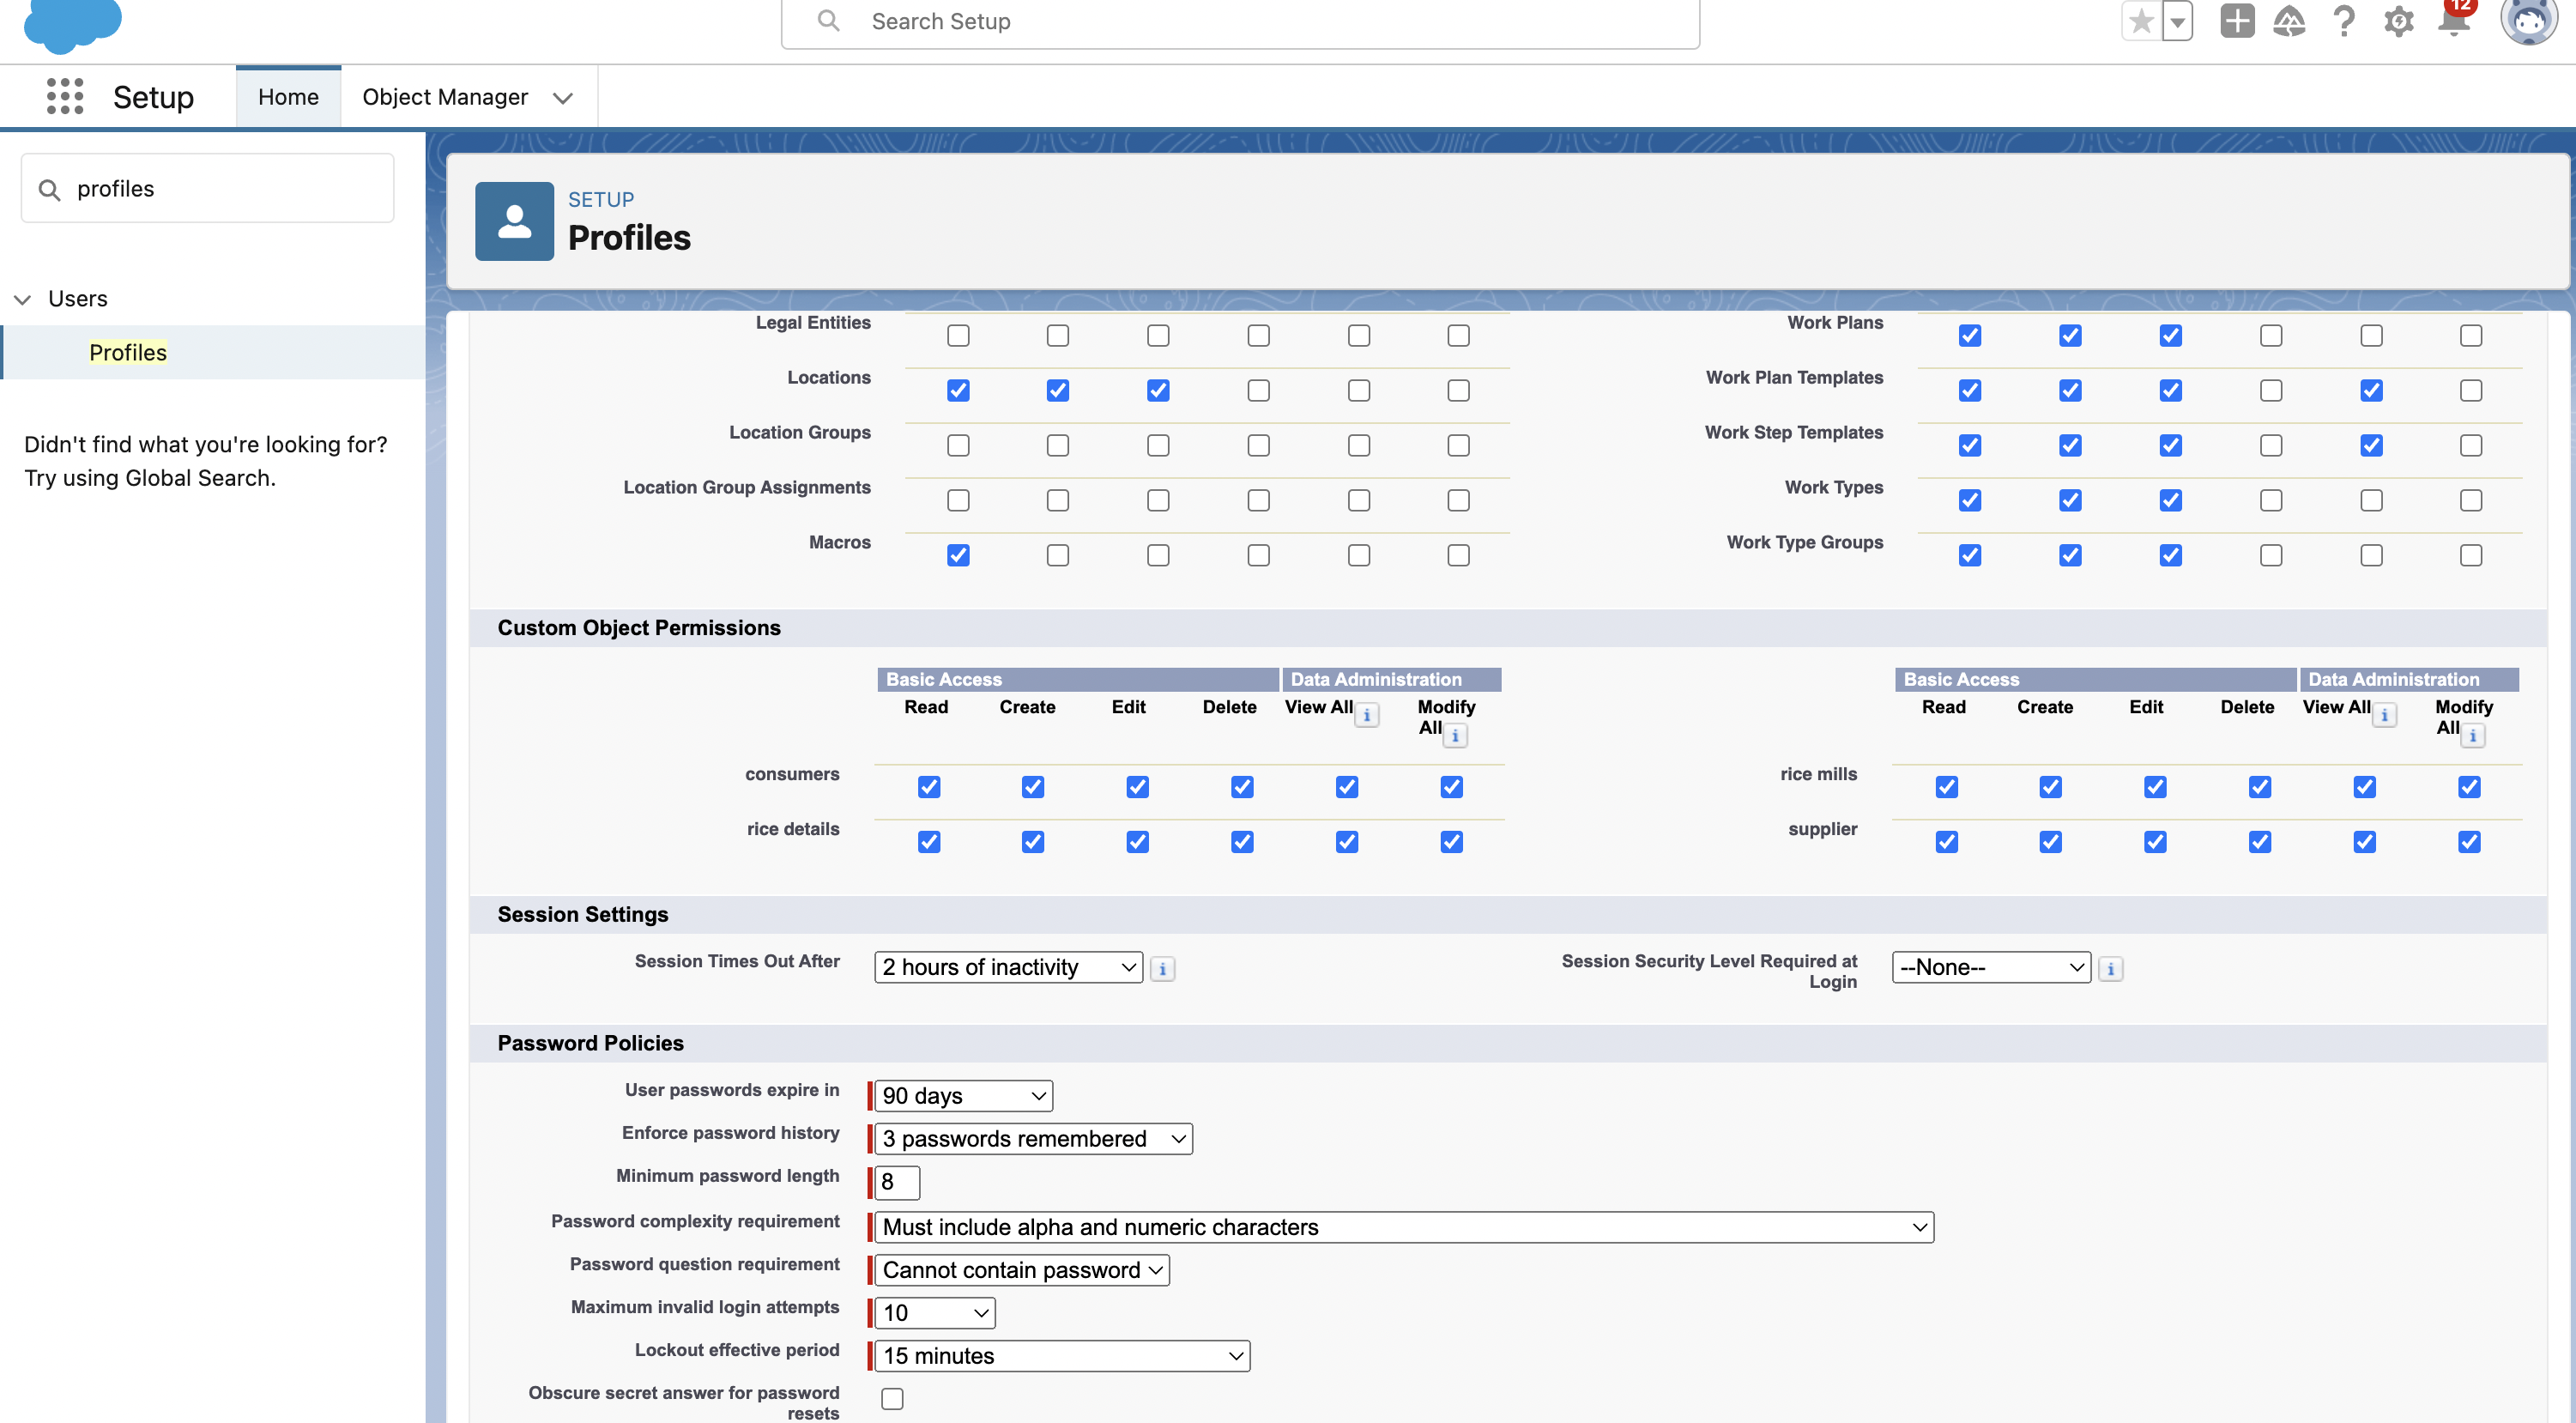 Search Setup
12
Setup
Home
Object Manager
profiles
Users
Profiles
Didn't find what you're looking for?
Try using Global Search.
SETUP
Profiles
Legal Entities
Work Plans
Locations
Work Plan Templates
Location Groups
Work Step Templates
Location Group Assignments
Work Types
Macros
Work Type Groups
Custom Object Permissions
Basic Access Data Administration Basic Access Data Administration
Read Create Edit Delete View All Modify All Read Create Edit Delete View All Modify All
consumers
rice mills
rice details
supplier
Session Settings
Session Times Out After 2 hours of inactivity
Session Security Level Required at Login --None--
Password Policies
User passwords expire in 90 days
Enforce password history 3 passwords remembered
Minimum password length 8
Password complexity requirement Must include alpha and numeric characters
Password question requirement Cannot contain password
Maximum invalid login attempts 10
Lockout effective period 15 minutes
Obscure secret answer for password resets